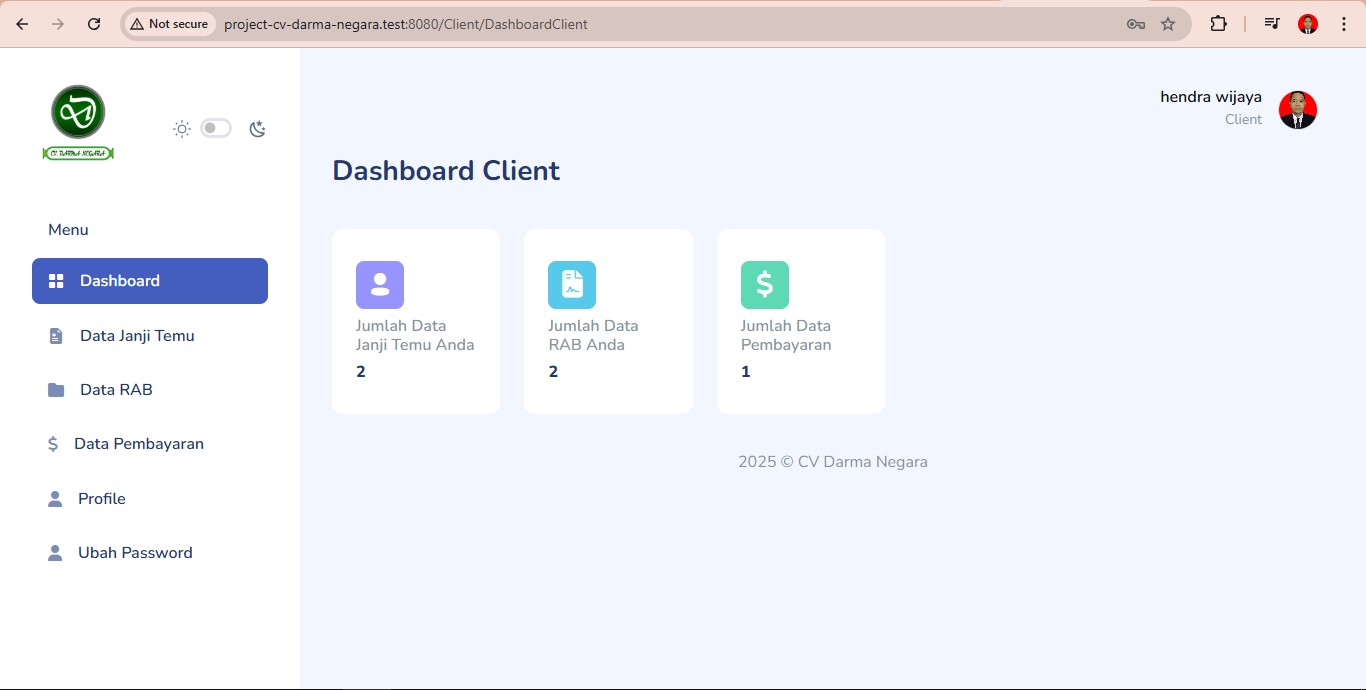 Not secure
project-cv-darma-negara.test:8080/Client/DashboardClient
CV DARMA NEGARA
hendra wijaya
Client
Dashboard Client
Menu
Dashboard
Data Janji Temu
Data RAB
Data Pembayaran
Profile
Ubah Password
Jumlah Data
Janji Temu Anda
2
Jumlah Data
RAB Anda
2
Jumlah Data
Pembayaran
1
2025 © CV Darma Negara